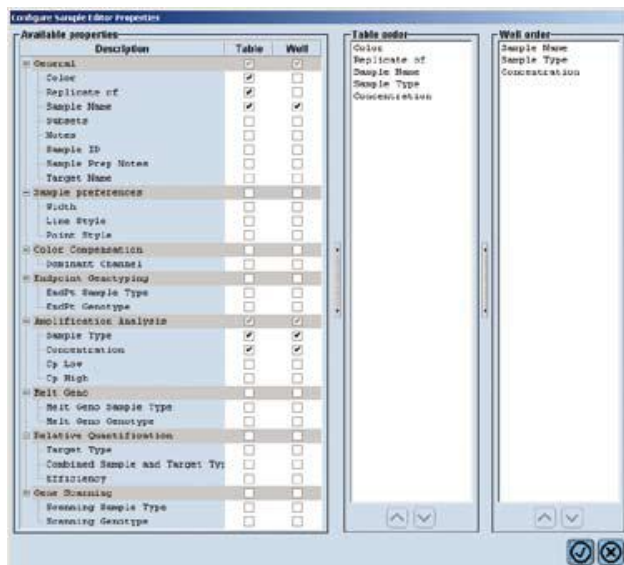 Configure Sample Editor Properties
Available properties
Description Table Well
General
Color
Replicate of
Sample Name
Subsets
Notes
Sample ID
Sample Prep Notes
Target Name
Sample preferences
Width
Line Style
Point Style
Color Compensation
Dominant Channel
Endpoint Genotyping
EndPt Sample Type
EndPt Genotype
Amplification Analysis
Sample Type
Concentration
Cp Low
Cp High
Melt Geno
Melt Geno Sample Type
Melt Geno Genotype
Relative Quantification
Target Type
Combined Sample and Target Typ
Efficiency
Gene Scanning
Scanning Sample Type
Scanning Genotype
Table order
Color
Replicate of
Sample Name
Sample Type
Concentration
Well order
Sample Name
Sample Type
Concentration